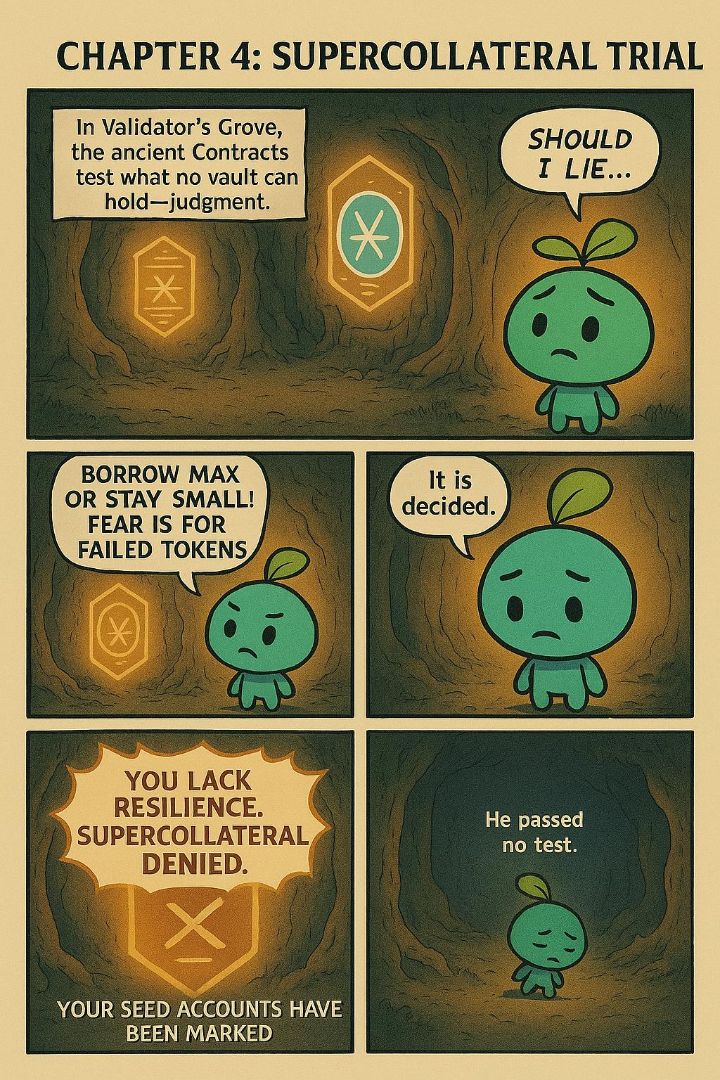 CHAPTER 4: SUPERCOLLATERAL TRIAL
In Validator's Grove,
the ancient Contracts
test what no vault can
hold—judgment.
SHOULD
I LIE...
BORROW MAX
OR STAY SMALL!
FEAR IS FOR
FAILED TOKENS
It is
decided.
YOU LACK
RESILIENCE.
SUPERCOLLATERAL
DENIED.
YOUR SEED ACCOUNTS HAVE
BEEN MARKED
He passed
no test.